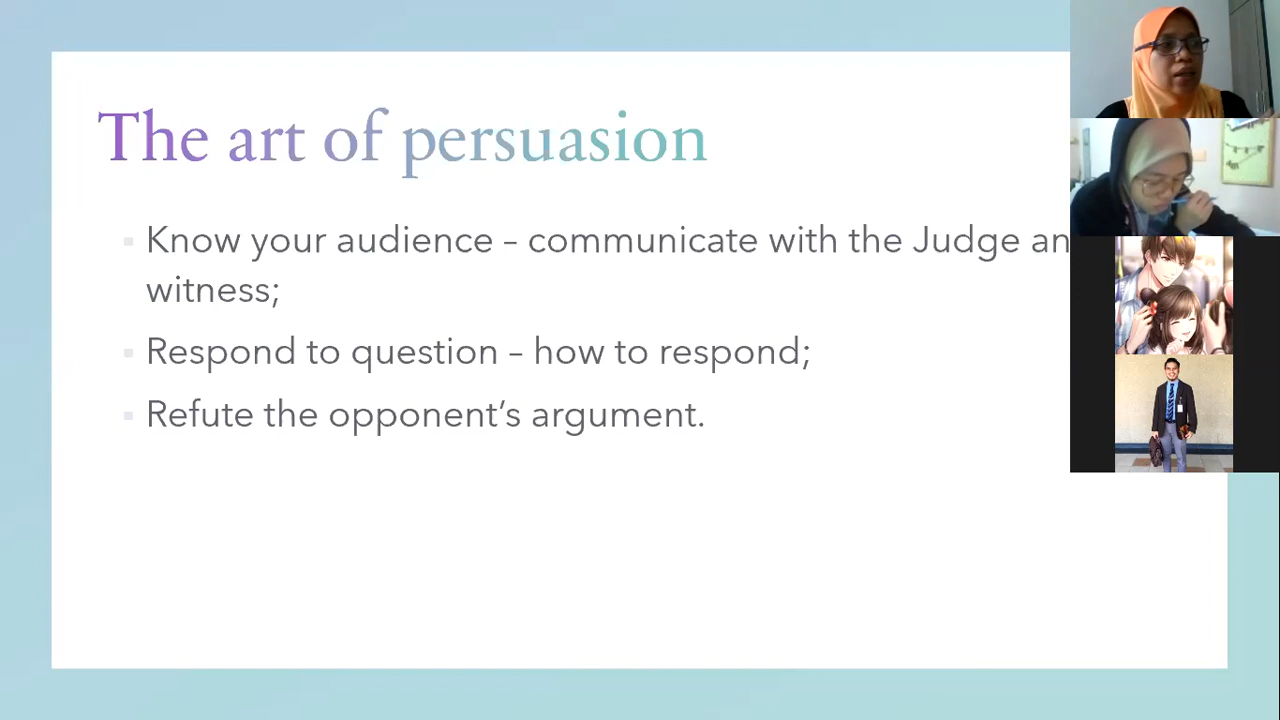 The art of persuasion
Know your audience – communicate with the Judge an
witness;
Respond to question – how to respond;
Refute the opponent's argument.